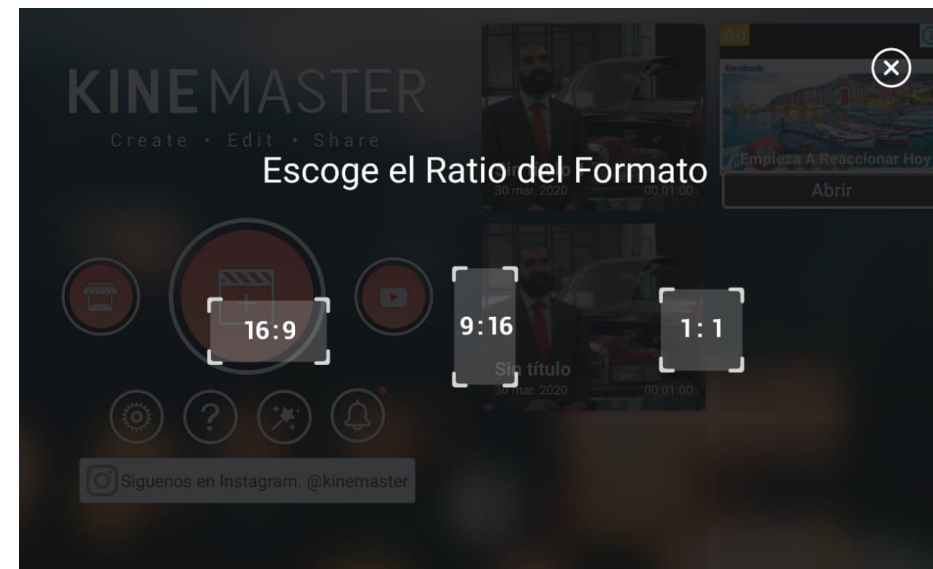 KINEMASTER
Create • Edit • Share
Ad
facebook
Empieza A Reaccionar Hoy
Abrir
Escoge el Ratio del Formato
30 mar. 2020
00:01:00
16:9
9:16
1:1
Sin título
30 mar. 2020
00:01:00
?
Siguenos en Instagram. @kinemaster